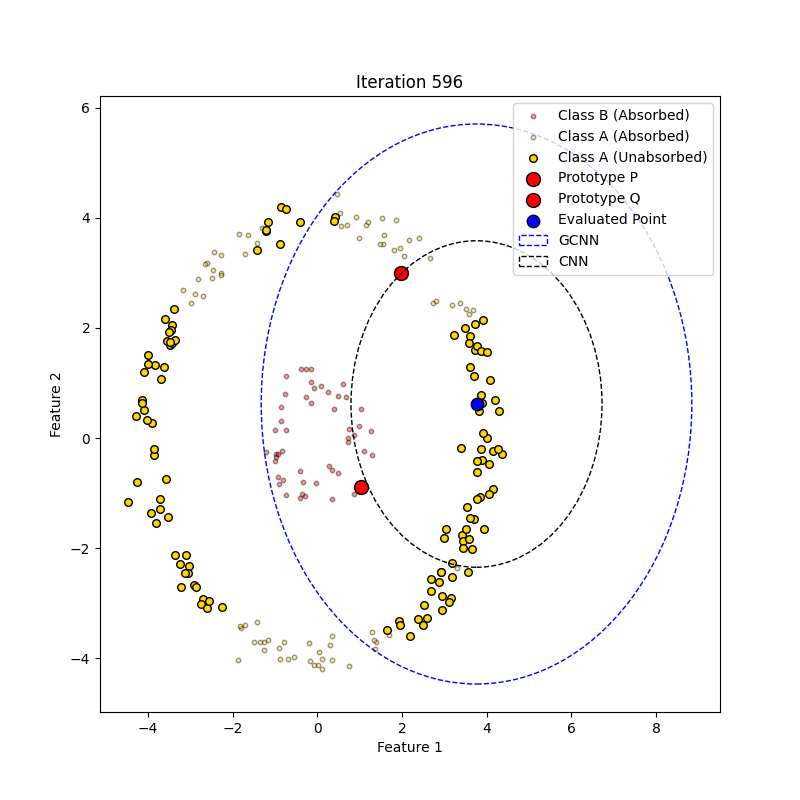 Iteration 596
Class B (Absorbed)
Class A (Absorbed)
Class A (Unabsorbed)
Prototype P
Prototype Q
Evaluated Point
GCNN
CNN
6
4
2
0
−2
−4
Feature 2
−4 −2 0 2 4 6 8
Feature 1